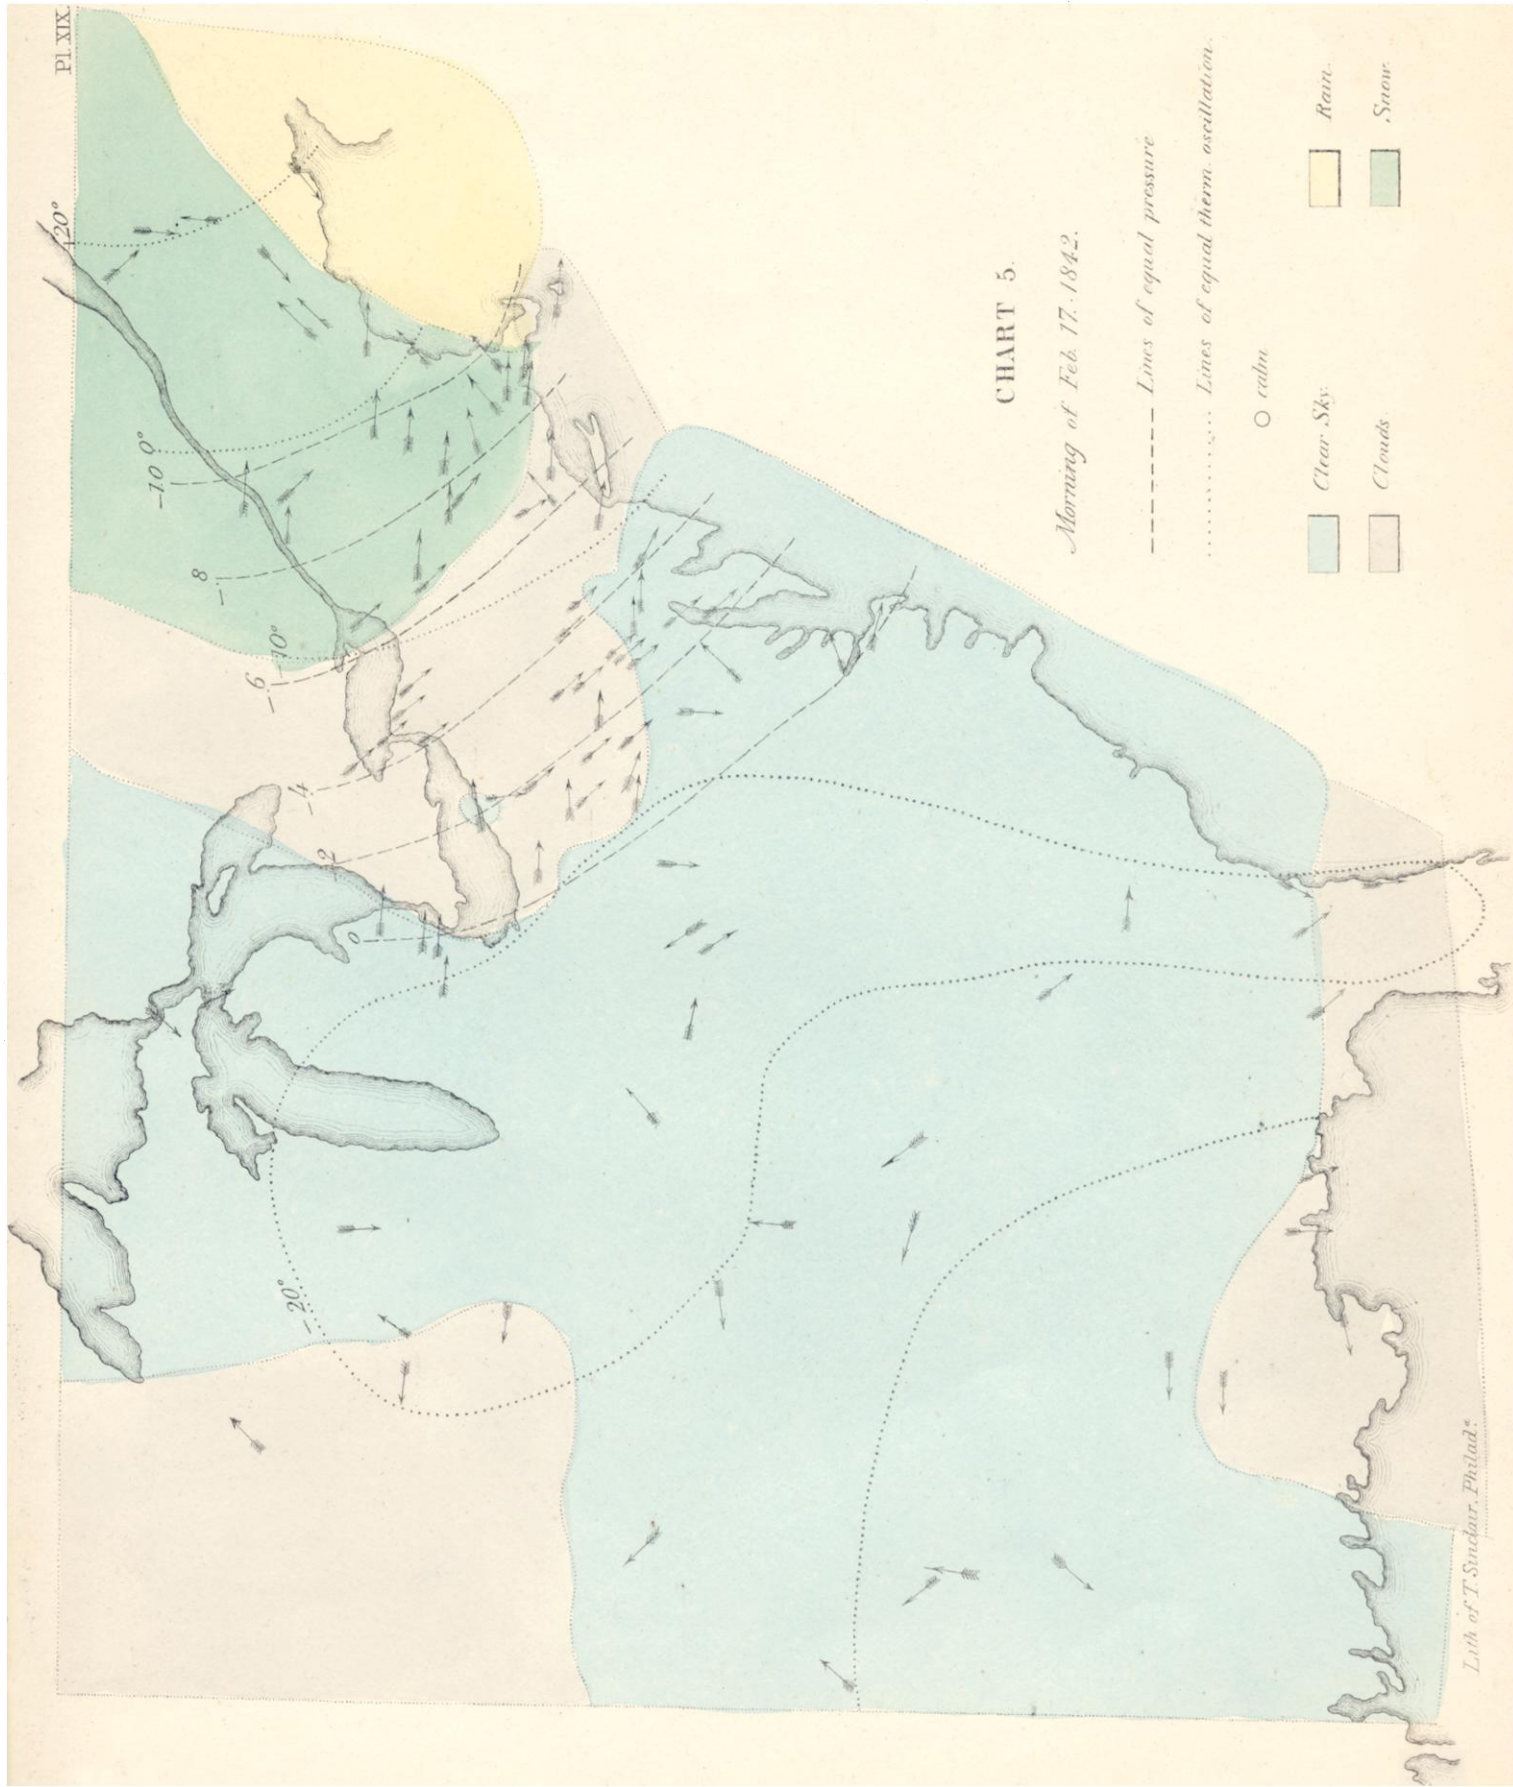 Pl. XIX.
20°
0°
-10
-8
10°
-6
-4
-2
0
-20°
CHART 5.
Morning of Feb. 17. 1842.
Lines of equal pressure
Lines of equal therm. oscillation.
calm
Clear Sky.
Rain.
Clouds
Snow.
Lith of T. Sinclair, Philada.